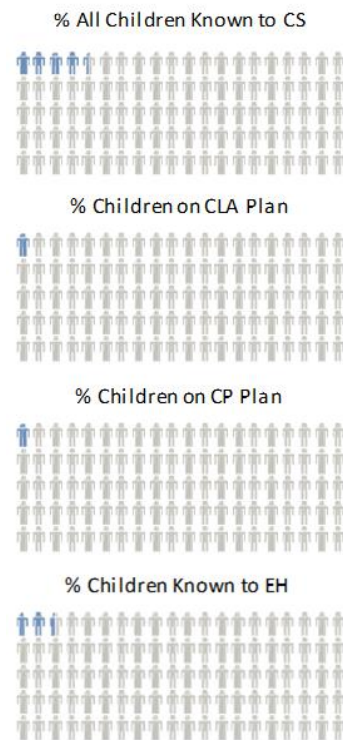 % All Children Known to CS
% Children on CLA Plan
% Children on CP Plan
% Children Known to EH